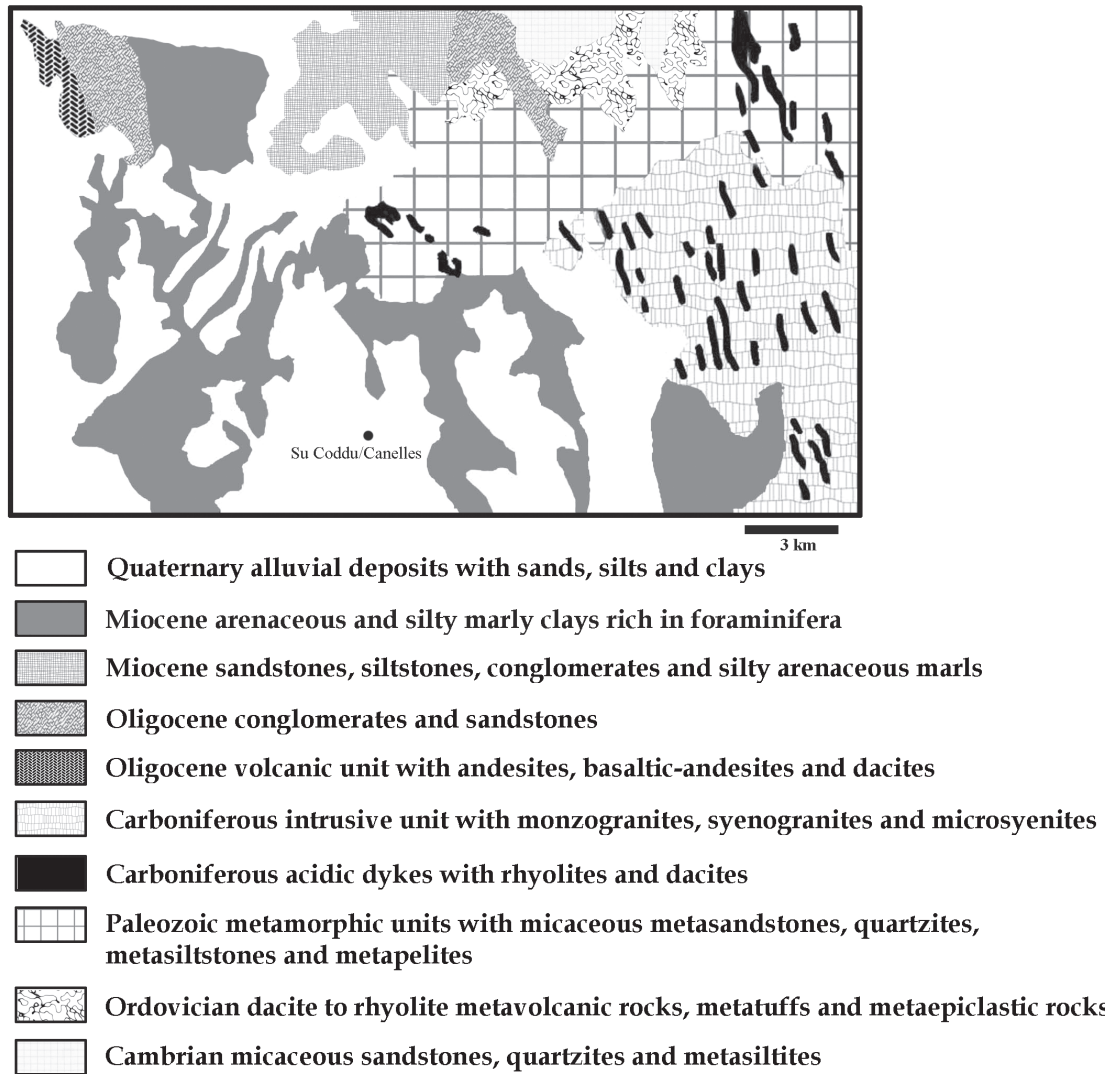 Su Coddu/Canelles
3 km
Quaternary alluvial deposits with sands, silts and clays
Miocene arenaceous and silty marly clays rich in foraminifera
Miocene sandstones, siltstones, conglomerates and silty arenaceous marls
Oligocene conglomerates and sandstones
Oligocene volcanic unit with andesites, basaltic-andesites and dacites
Carboniferous intrusive unit with monzogranites, syenogranites and microsyenites
Carboniferous acidic dykes with rhyolites and dacites
Paleozoic metamorphic units with micaceous metasandstones, quartzites,
metasiltstones and metapelites
Ordovician dacite to rhyolite metavolcanic rocks, metatuffs and metaepiclastic rocks
Cambrian micaceous sandstones, quartzites and metasiltites